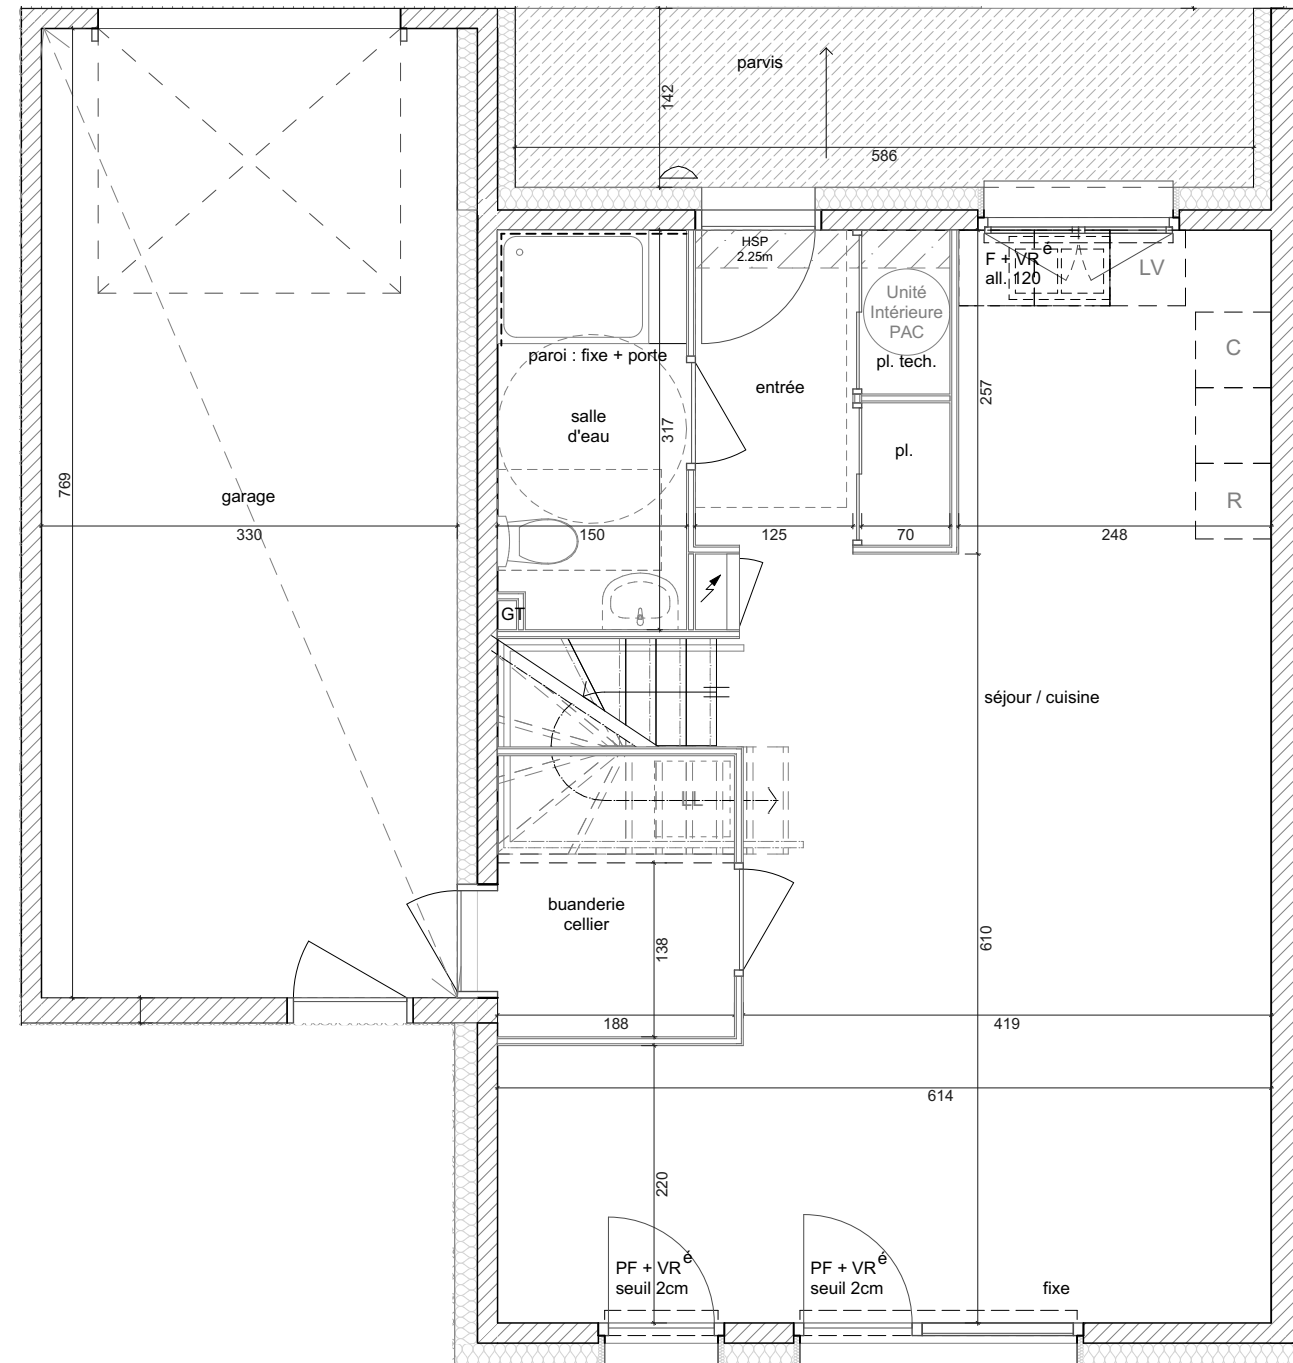 parvis
142
586
HSP
2.25m
F + VR é
all. 120
LV
Unité
Intérieure
PAC
C
paroi : fixe + porte
pl. tech.
entrée
257
salle
d'eau
317
pl.
769
garage
R
330
150
125
70
248
GT
séjour / cuisine
LL
buanderie
cellier
138
610
188
419
614
220
PF + VR é
seuil 2cm
PF + VR é
seuil 2cm
fixe